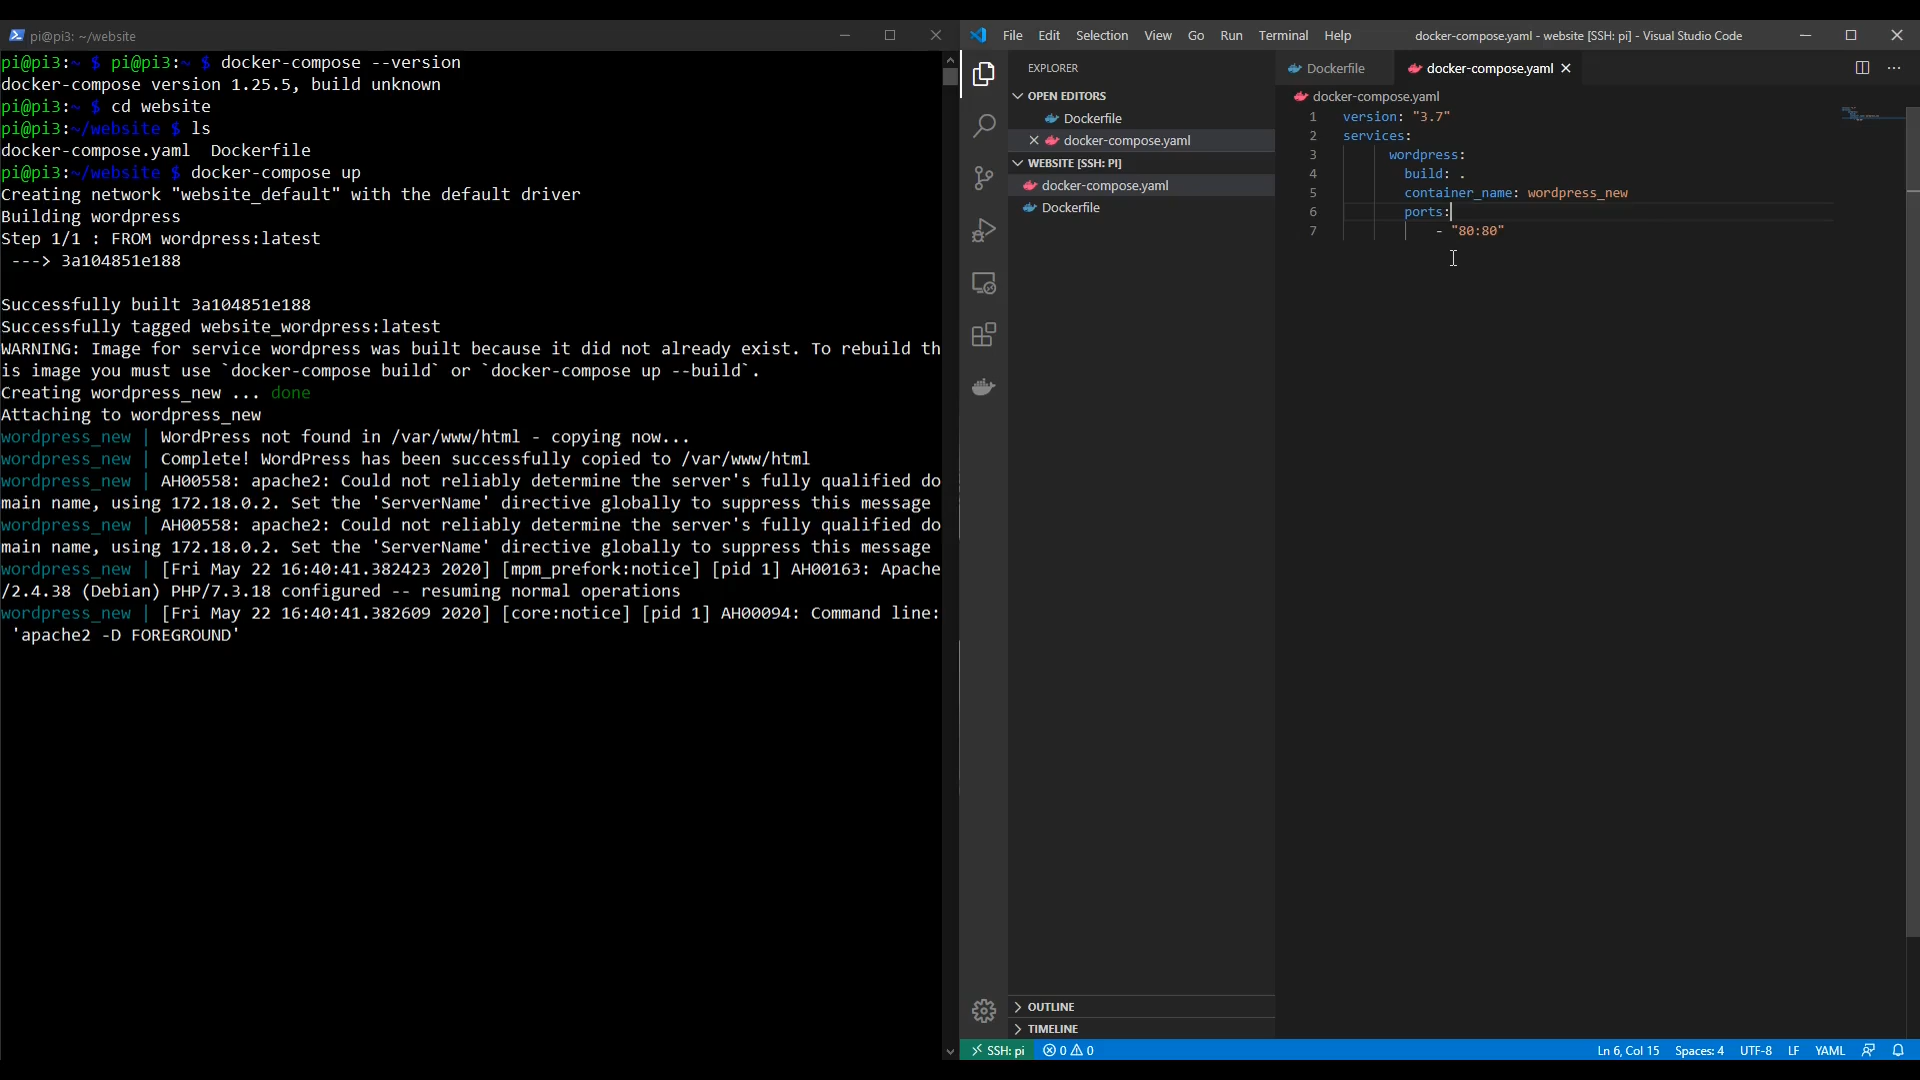 pi@pi3: ~/website
pi@pi3:~ $ pi@pi3:~ $ docker-compose --version
docker-compose version 1.25.5, build unknown
pi@pi3:~ $ cd website
pi@pi3:~/website $ ls
docker-compose.yaml  Dockerfile
pi@pi3:~/website $ docker-compose up
Creating network "website_default" with the default driver
Building wordpress
Step 1/1 : FROM wordpress:latest
 ---> 3a104851e188
Successfully built 3a104851e188
Successfully tagged website_wordpress:latest
WARNING: Image for service wordpress was built because it did not already exist. To rebuild th
is image you must use `docker-compose build` or `docker-compose up --build`.
Creating wordpress_new ... done
Attaching to wordpress_new
wordpress_new | WordPress not found in /var/www/html - copying now...
wordpress_new | Complete! WordPress has been successfully copied to /var/www/html
wordpress_new | AH00558: apache2: Could not reliably determine the server's fully qualified do
main name, using 172.18.0.2. Set the 'ServerName' directive globally to suppress this message
wordpress_new | AH00558: apache2: Could not reliably determine the server's fully qualified do
main name, using 172.18.0.2. Set the 'ServerName' directive globally to suppress this message
wordpress_new | [Fri May 22 16:40:41.382423 2020] [mpm_prefork:notice] [pid 1] AH00163: Apache
/2.4.38 (Debian) PHP/7.3.18 configured -- resuming normal operations
wordpress_new | [Fri May 22 16:40:41.382609 2020] [core:notice] [pid 1] AH00094: Command line:
 'apache2 -D FOREGROUND'
File Edit Selection View Go Run Terminal Help
docker-compose.yaml - website [SSH: pi] - Visual Studio Code
EXPLORER
OPEN EDITORS
Dockerfile
docker-compose.yaml
WEBSITE [SSH: PI]
docker-compose.yaml
Dockerfile
OUTLINE
TIMELINE
Dockerfile
docker-compose.yaml
docker-compose.yaml
1 version: "3.7"
2 services:
3 wordpress:
4 build: .
5 container_name: wordpress_new
6 ports:
7 - "80:80"
SSH: pi
0 0
Ln 6, Col 15
Spaces: 4
UTF-8
LF
YAML